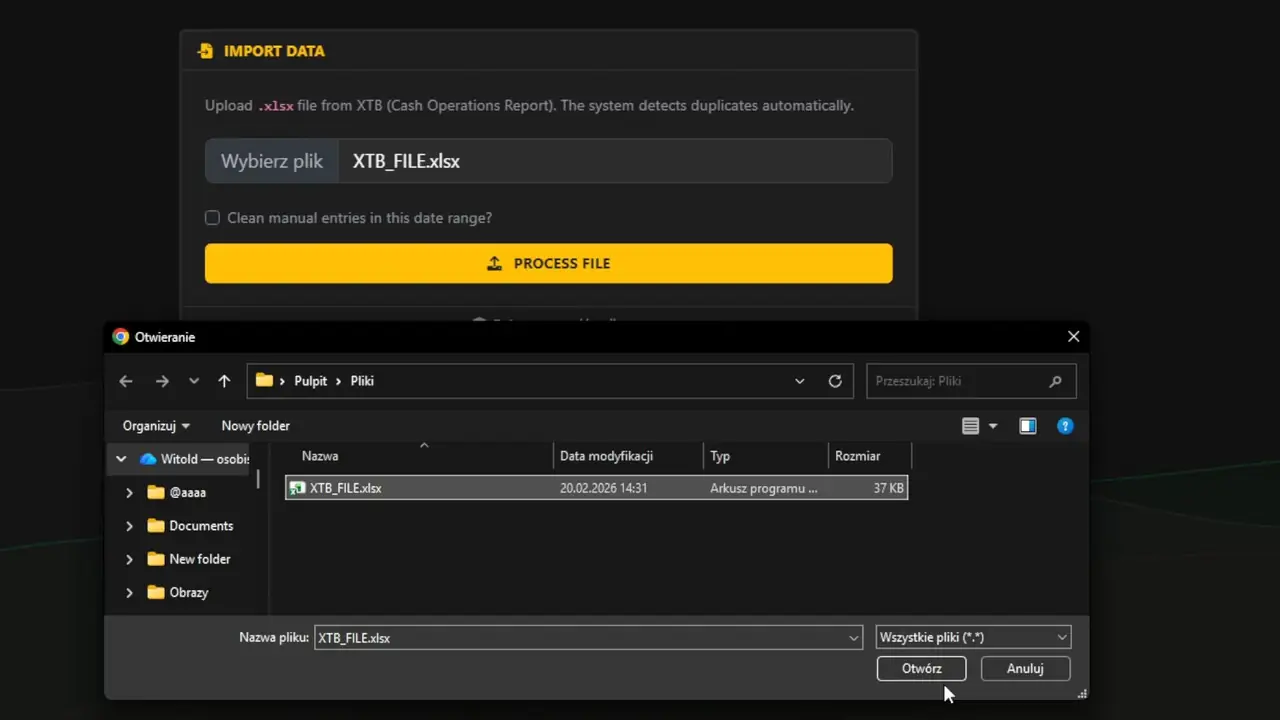 IMPORT DATA
Upload .xlsx file from XTB (Cash Operations Report). The system detects duplicates automatically.
Wybierz plik XTB_FILE.xlsx
Clean manual entries in this date range?
PROCESS FILE
Otwieranie
Pulpit Pliki
Przeszukaj: Pliki
Organizuj Nowy folder
Witold — osobis
@aaaa
Documents
New folder
Obrazy
Nazwa Data modyfikacji Typ Rozmiar
XTB_FILE.xlsx 20.02.2026 14:31 Arkusz programu ... 37 KB
Nazwa pliku: XTB_FILE.xlsx Wszystkie pliki (*.*)
Otwórz Anuluj